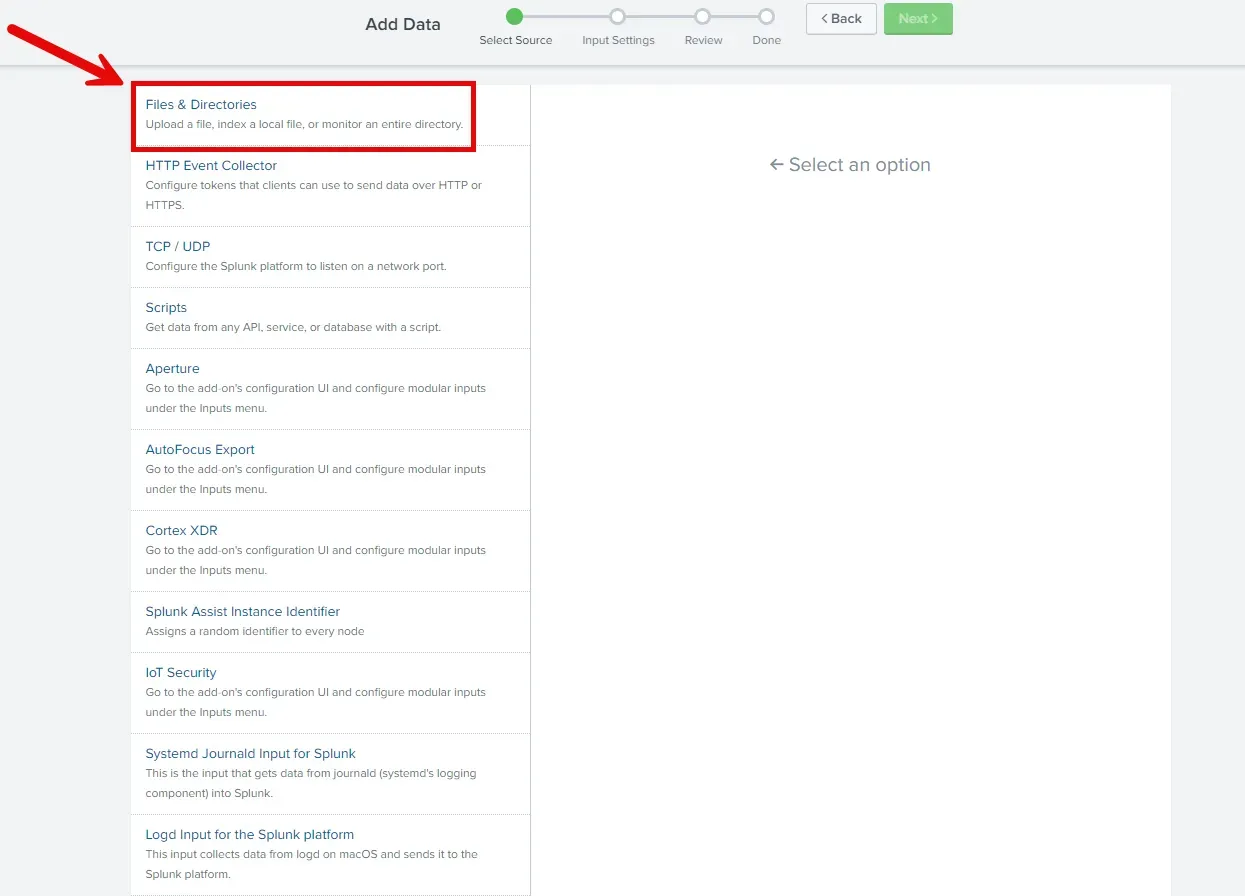 Add Data
Select Source
Input Settings
Review
Done
Back
Next
Files & Directories
Upload a file, index a local file, or monitor an entire directory.
HTTP Event Collector
Configure tokens that clients can use to send data over HTTP or
HTTPS.
TCP / UDP
Configure the Splunk platform to listen on a network port.
Scripts
Get data from any API, service, or database with a script.
Aperture
Go to the add-on's configuration UI and configure modular inputs
under the Inputs menu.
AutoFocus Export
Go to the add-on's configuration UI and configure modular inputs
under the Inputs menu.
Cortex XDR
Go to the add-on's configuration UI and configure modular inputs
under the Inputs menu.
Splunk Assist Instance Identifier
Assigns a random identifier to every node
IoT Security
Go to the add-on's configuration UI and configure modular inputs
under the Inputs menu.
Systemd Journald Input for Splunk
This is the input that gets data from journald (systemd's logging
component) into Splunk.
Logd Input for the Splunk platform
This input collects data from logd on macOS and sends it to the
Splunk platform.
Select an option